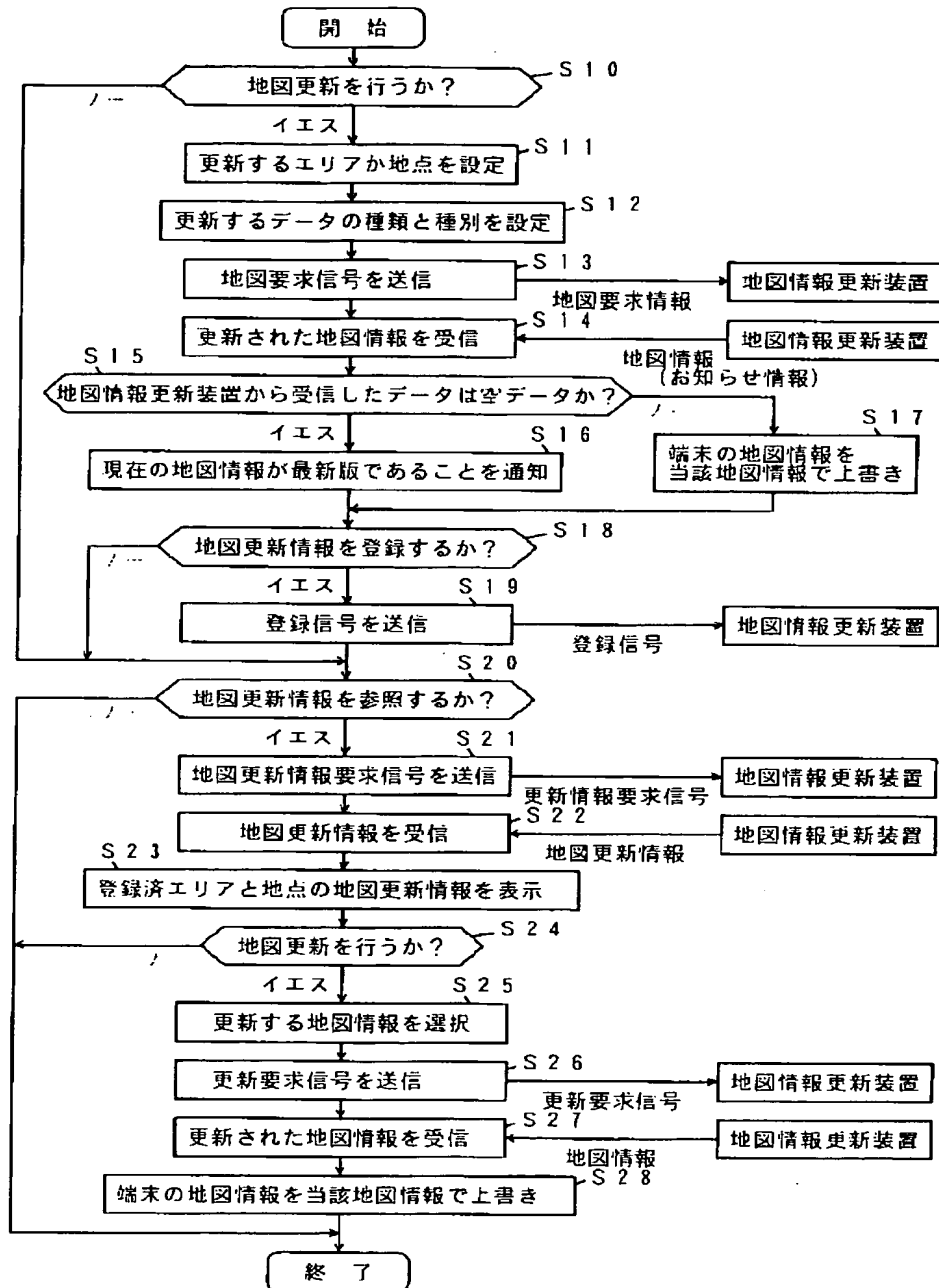 開始
S10
地図更新を行うか？
イエス
S11
更新するエリアか地点を設定
S12
更新するデータの種類と種別を設定
S13
地図要求信号を送信
地図情報更新装置
地図要求情報
S14
更新された地図情報を受信
地図情報更新装置
S15
地図情報
(お知らせ情報)
地図情報更新装置から受信したデータは空データか？
イエス
S16
S17
現在の地図情報が最新版であることを通知
端末の地図情報を
当該地図情報で上書き
S18
地図更新情報を登録するか？
イエス
S19
登録信号を送信
地図情報更新装置
登録信号
S20
地図更新情報を参照するか？
イエス
S21
地図更新情報要求信号を送信
地図情報更新装置
更新情報要求信号
S22
地図更新情報を受信
地図情報更新装置
地図更新情報
S23
登録済エリアと地点の地図更新情報を表示
S24
地図更新を行うか？
イエス
S25
更新する地図情報を選択
S26
更新要求信号を送信
地図情報更新装置
更新要求信号
S27
更新された地図情報を受信
地図情報更新装置
地図情報
S28
端末の地図情報を当該地図情報で上書き
終了